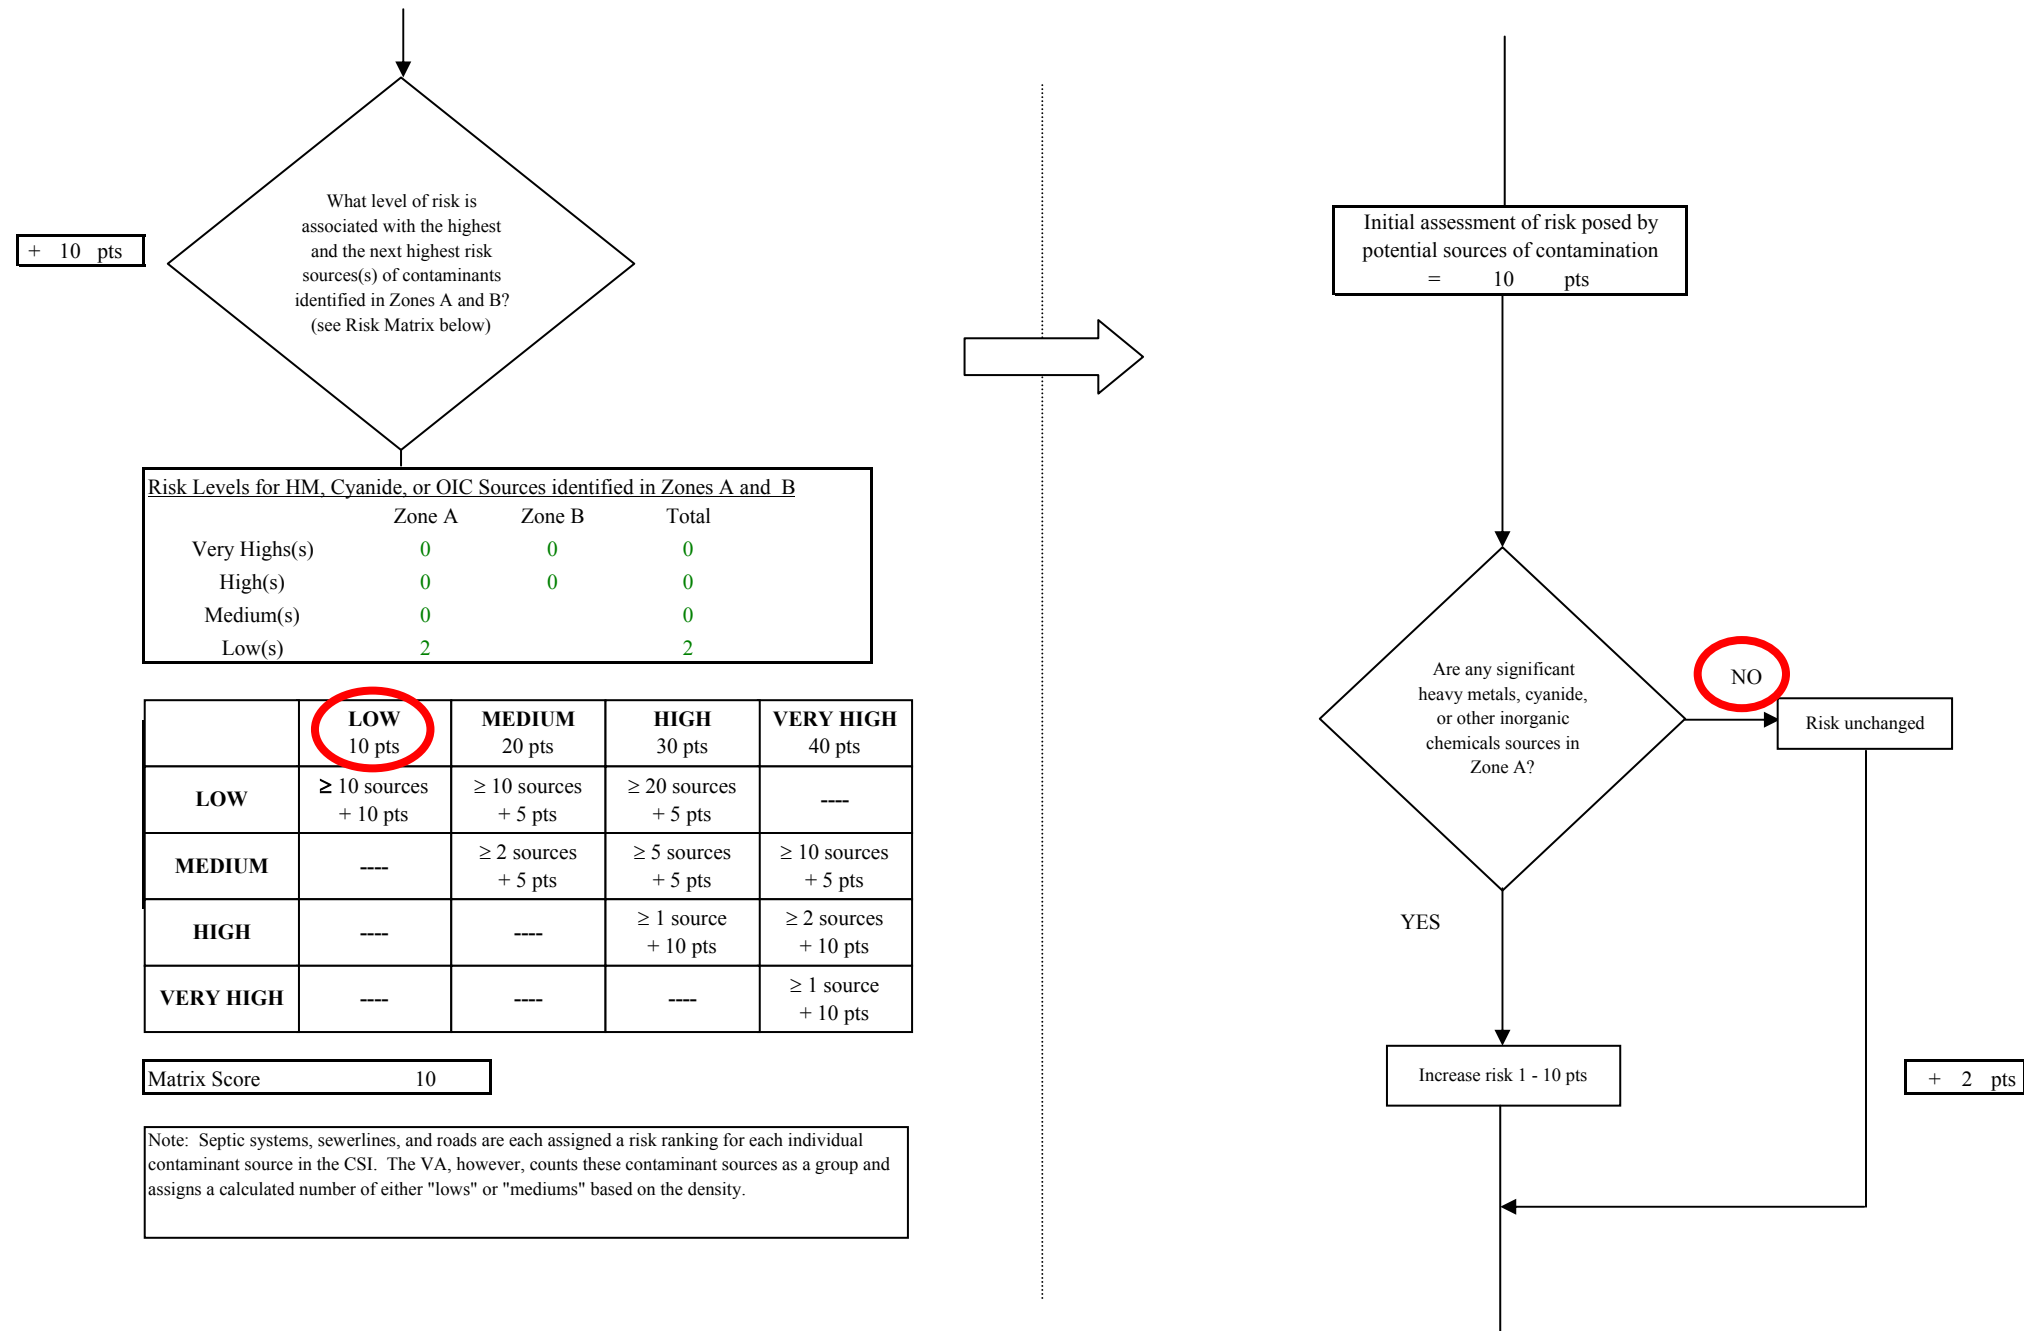 + 10 pts
What level of risk is
associated with the highest
and the next highest risk
sources(s) of contaminants
identified in Zones A and B?
(see Risk Matrix below)
Risk Levels for HM, Cyanide, or OIC Sources identified in Zones A and B
Zone A Zone B Total
Very Highs(s) 0 0 0
High(s) 0 0 0
Medium(s) 0 0
Low(s) 2 2
LOW MEDIUM HIGH VERY HIGH
10 pts 20 pts 30 pts 40 pts
LOW ≥ 10 sources ≥ 10 sources ≥ 20 sources ----
+ 10 pts + 5 pts + 5 pts
MEDIUM ---- ≥ 2 sources ≥ 5 sources ≥ 10 sources
+ 5 pts + 5 pts + 5 pts
HIGH ---- ---- ≥ 1 source ≥ 2 sources
+ 10 pts + 10 pts
VERY HIGH ---- ---- ---- ≥ 1 source
+ 10 pts
Matrix Score 10
Note: Septic systems, sewerlines, and roads are each assigned a risk ranking for each individual
contaminant source in the CSI. The VA, however, counts these contaminant sources as a group and
assigns a calculated number of either "lows" or "mediums" based on the density.
Initial assessment of risk posed by
potential sources of contamination
= 10 pts
Are any significant
heavy metals, cyanide,
or other inorganic
chemicals sources in
Zone A?
NO
Risk unchanged
YES
Increase risk 1 - 10 pts
+ 2 pts